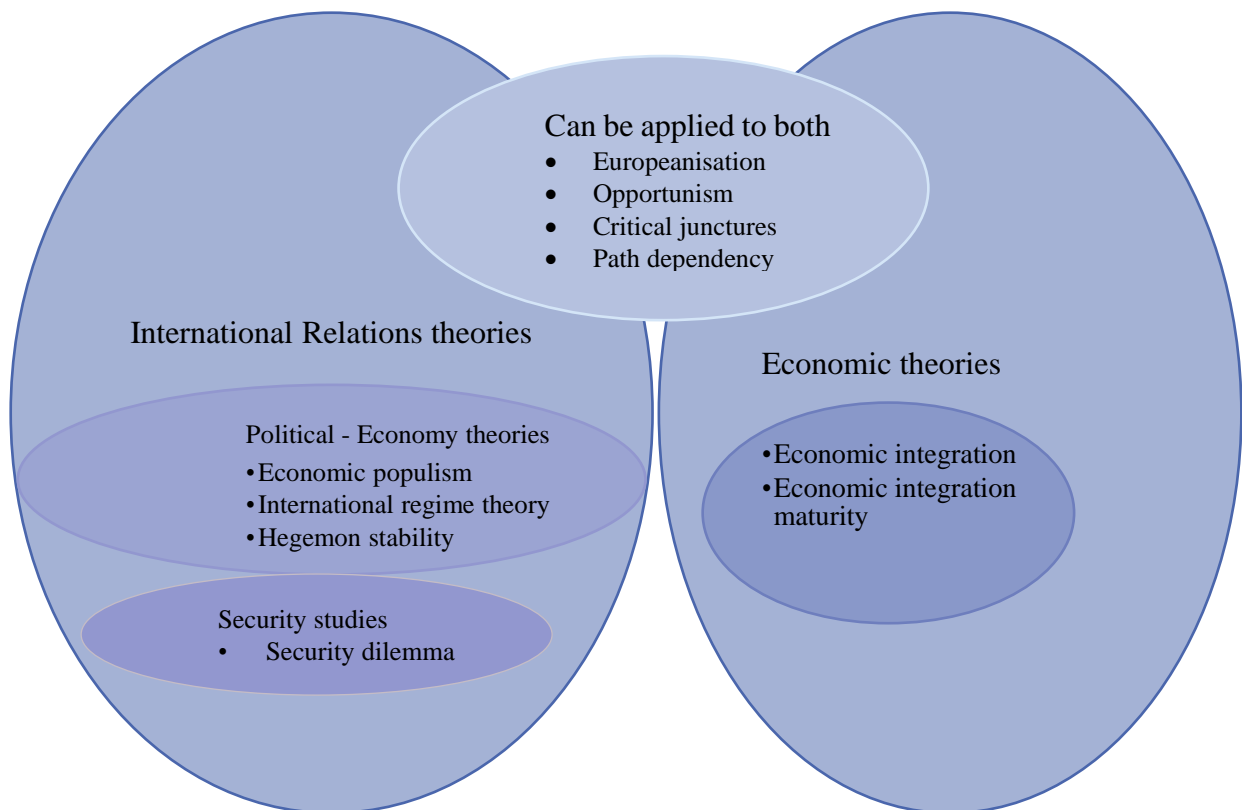 Can be applied to both
• Europeanisation
• Opportunism
• Critical junctures
• Path dependency
International Relations theories
Political - Economy theories
•Economic populism
•International regime theory
•Hegemon stability
Security studies
• Security dilemma
Economic theories
•Economic integration
•Economic integration
maturity